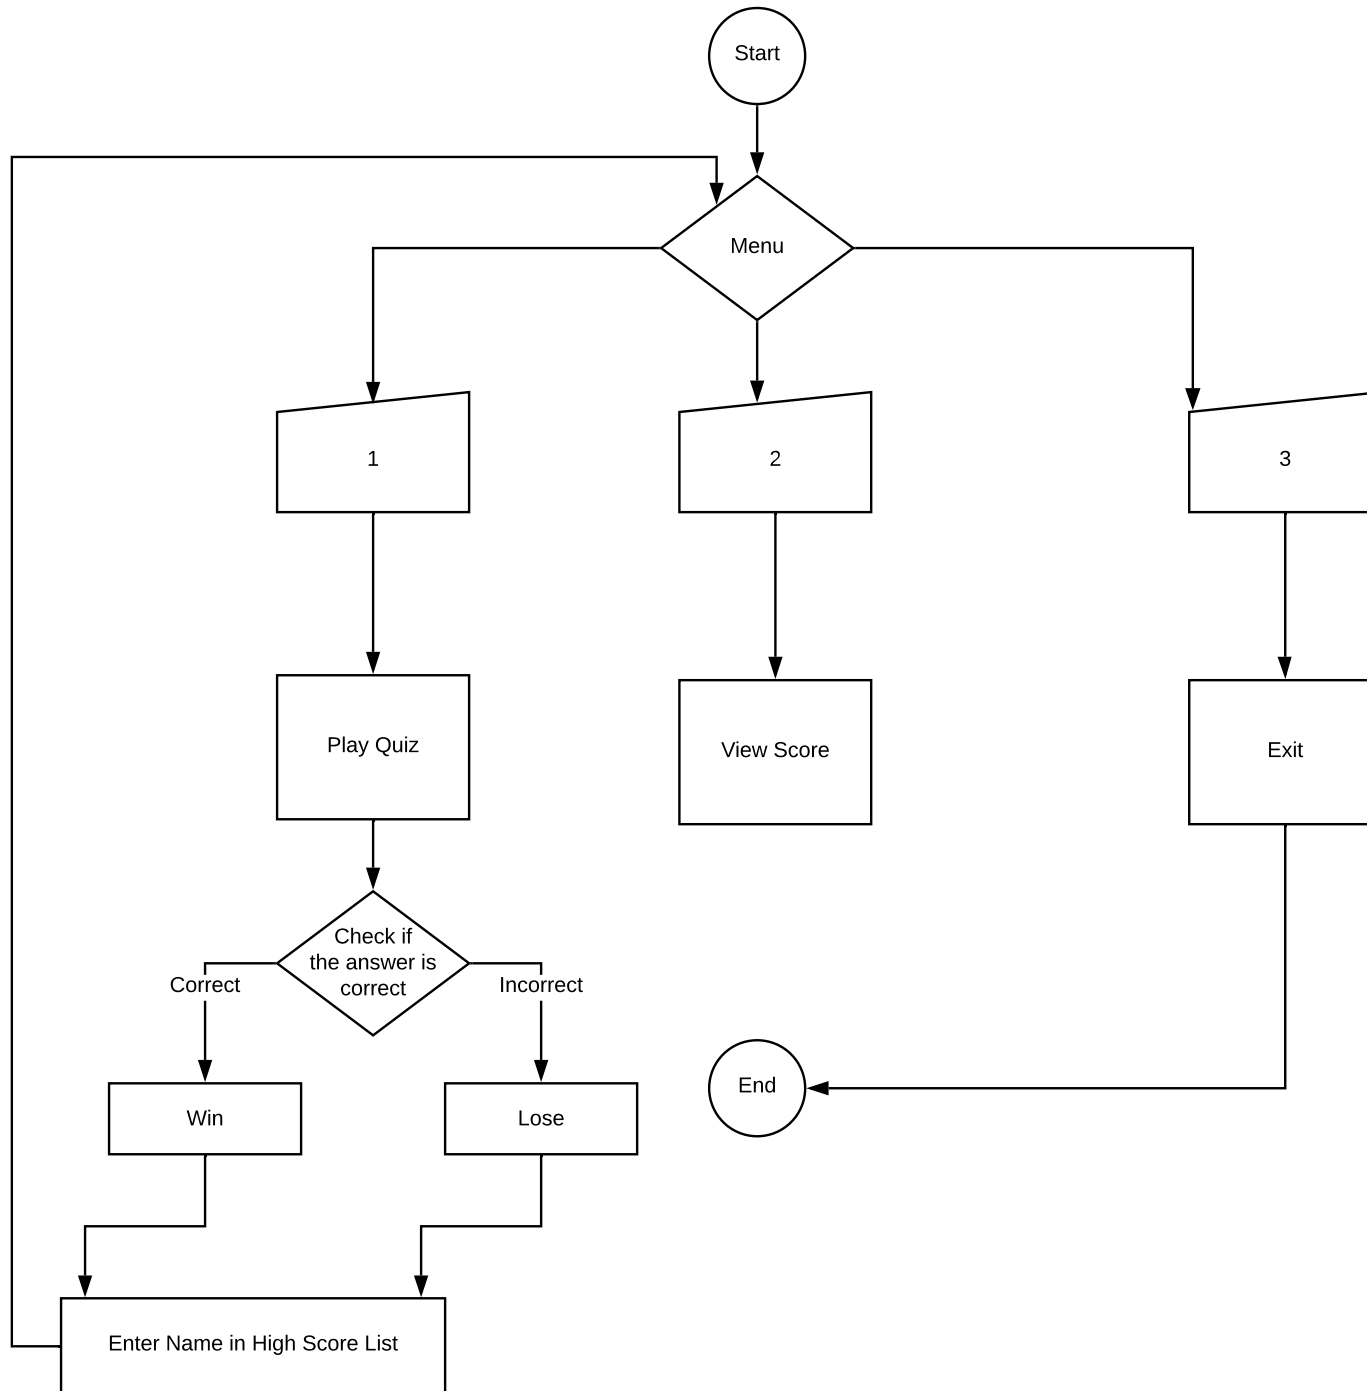 Start
Menu
1
2
3
Play Quiz
View Score
Exit
Check if
the answer is
correct
Correct
Incorrect
Win
Lose
End
Enter Name in High Score List